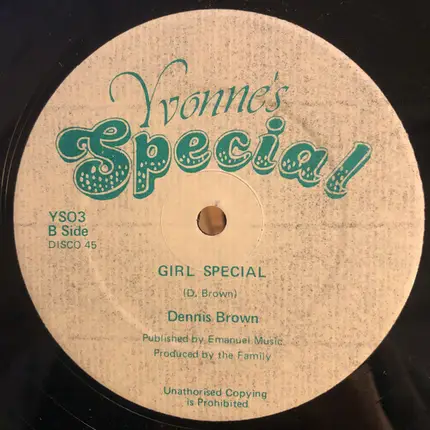 Yvonne's
Special
YS03
B Side
DISCO 45
GIRL SPECIAL
(D. Brown)
Dennis Brown
Published by Emanuel Music
Produced by the Family
Unauthorised Copying
is Prohibited